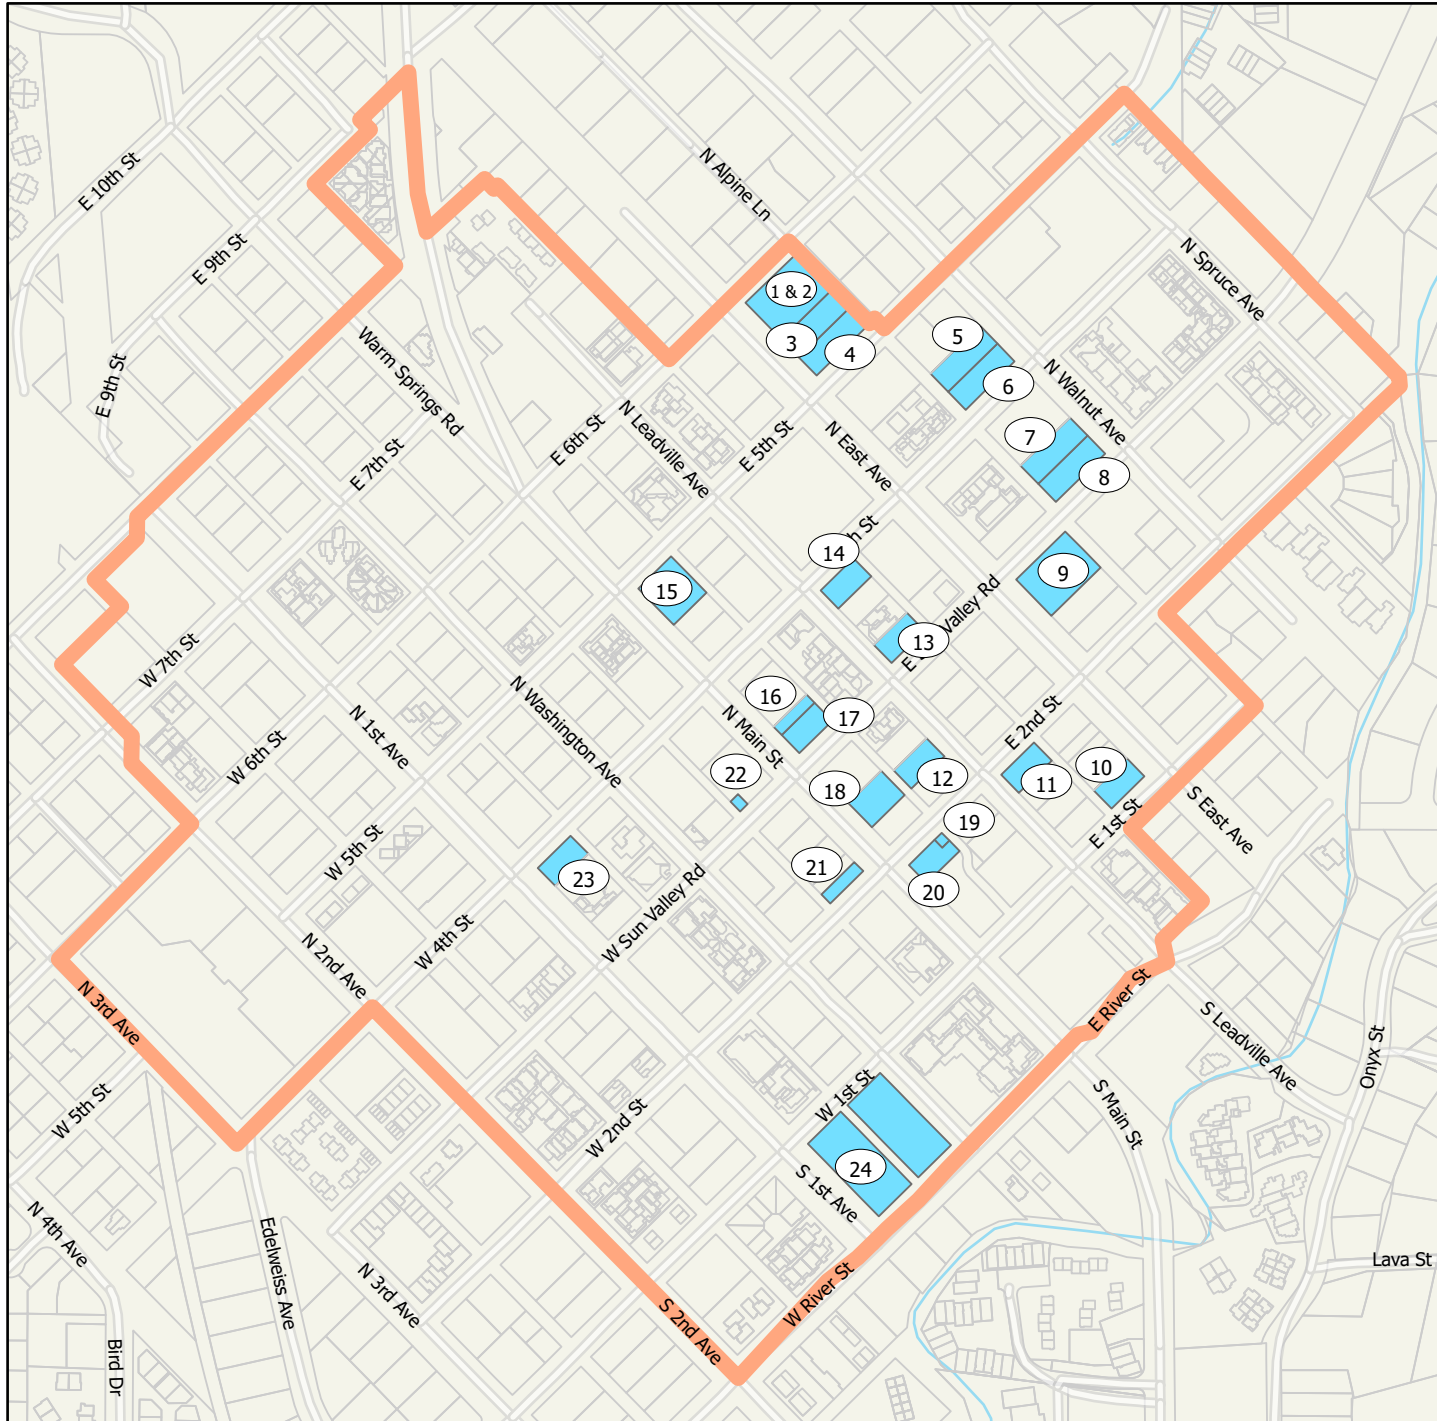 E 10th St
N Alpine Ln
E 9th St
N Spruce Ave
1 & 2
3
4
5
6
Warm Springs Rd
E 9th St
N Walnut Ave
E 7th St
E 6th St
N Leadville Ave
E 5th St
N East Ave
7
8
h St
14
9
15
Valley Rd
E
13
W 7th St
N 1st Ave
N Washington Ave
N Main St
16
17
E 2nd St
W 6th St
22
18
12
11
10
S East Ave
E 1st St
19
20
21
23
W 5th St
W 4th St
W Sun Valley Rd
N 2nd Ave
N 3rd Ave
E River St
S Leadville Ave
Onyx St
W 5th St
W 1st St
W 2nd St
S Main St
24
S 1st Ave
N 4th Ave
Edelweiss Ave
N 3rd Ave
Lava St
W River St
S 2nd Ave
Bird Dr